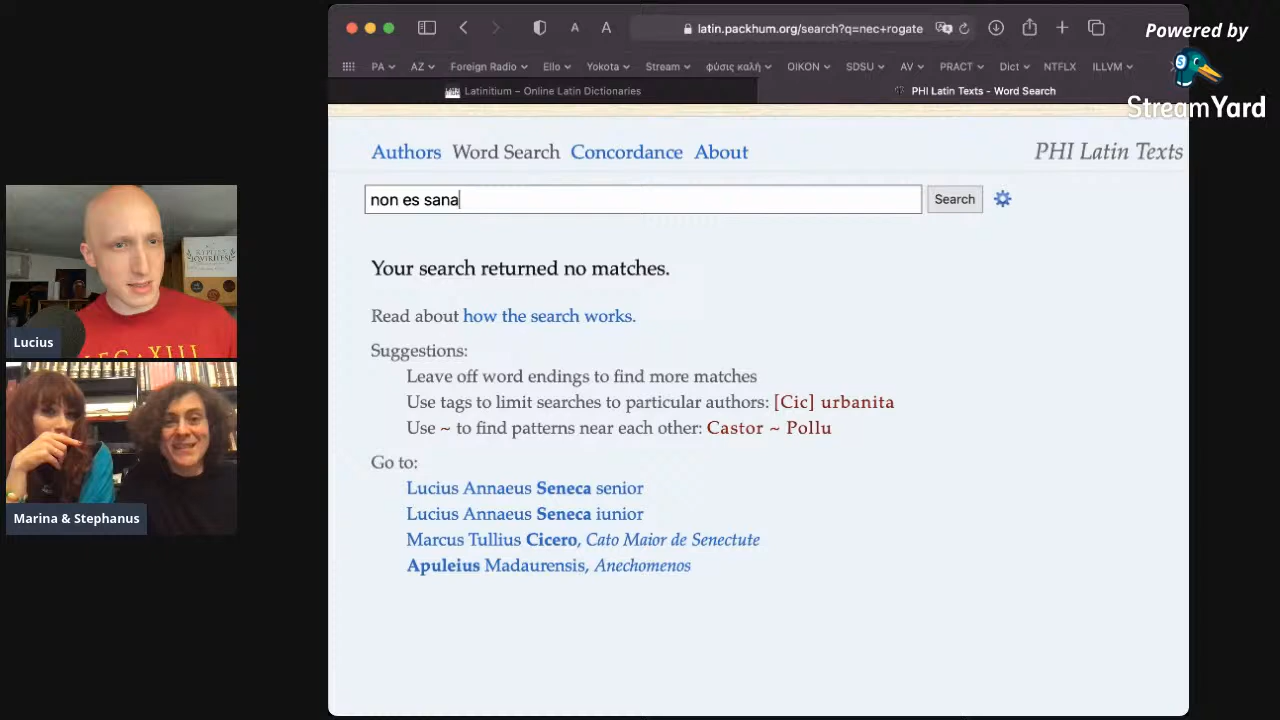 latin.packhum.org/search?q=nec+rogate
Powered by
StreamYard
PA AZ Foreign Radio Ello Yokota Stream φύσις καλή OIKON SDSU AV PRACT Dict NTFLX ILLVM
Latinitium – Online Latin Dictionaries
PHI Latin Texts - Word Search
Authors Word Search Concordance About
PHI Latin Texts
non es sana
Search
Your search returned no matches.
Read about how the search works.
Suggestions:
Leave off word endings to find more matches
Use tags to limit searches to particular authors: [Cic] urbanita
Use ~ to find patterns near each other: Castor ~ Pollu
Go to:
Lucius Annaeus Seneca senior
Lucius Annaeus Seneca iunior
Marcus Tullius Cicero, Cato Maior de Senectute
Apuleius Madaurensis, Anechomenos
Lucius
Marina & Stephanus